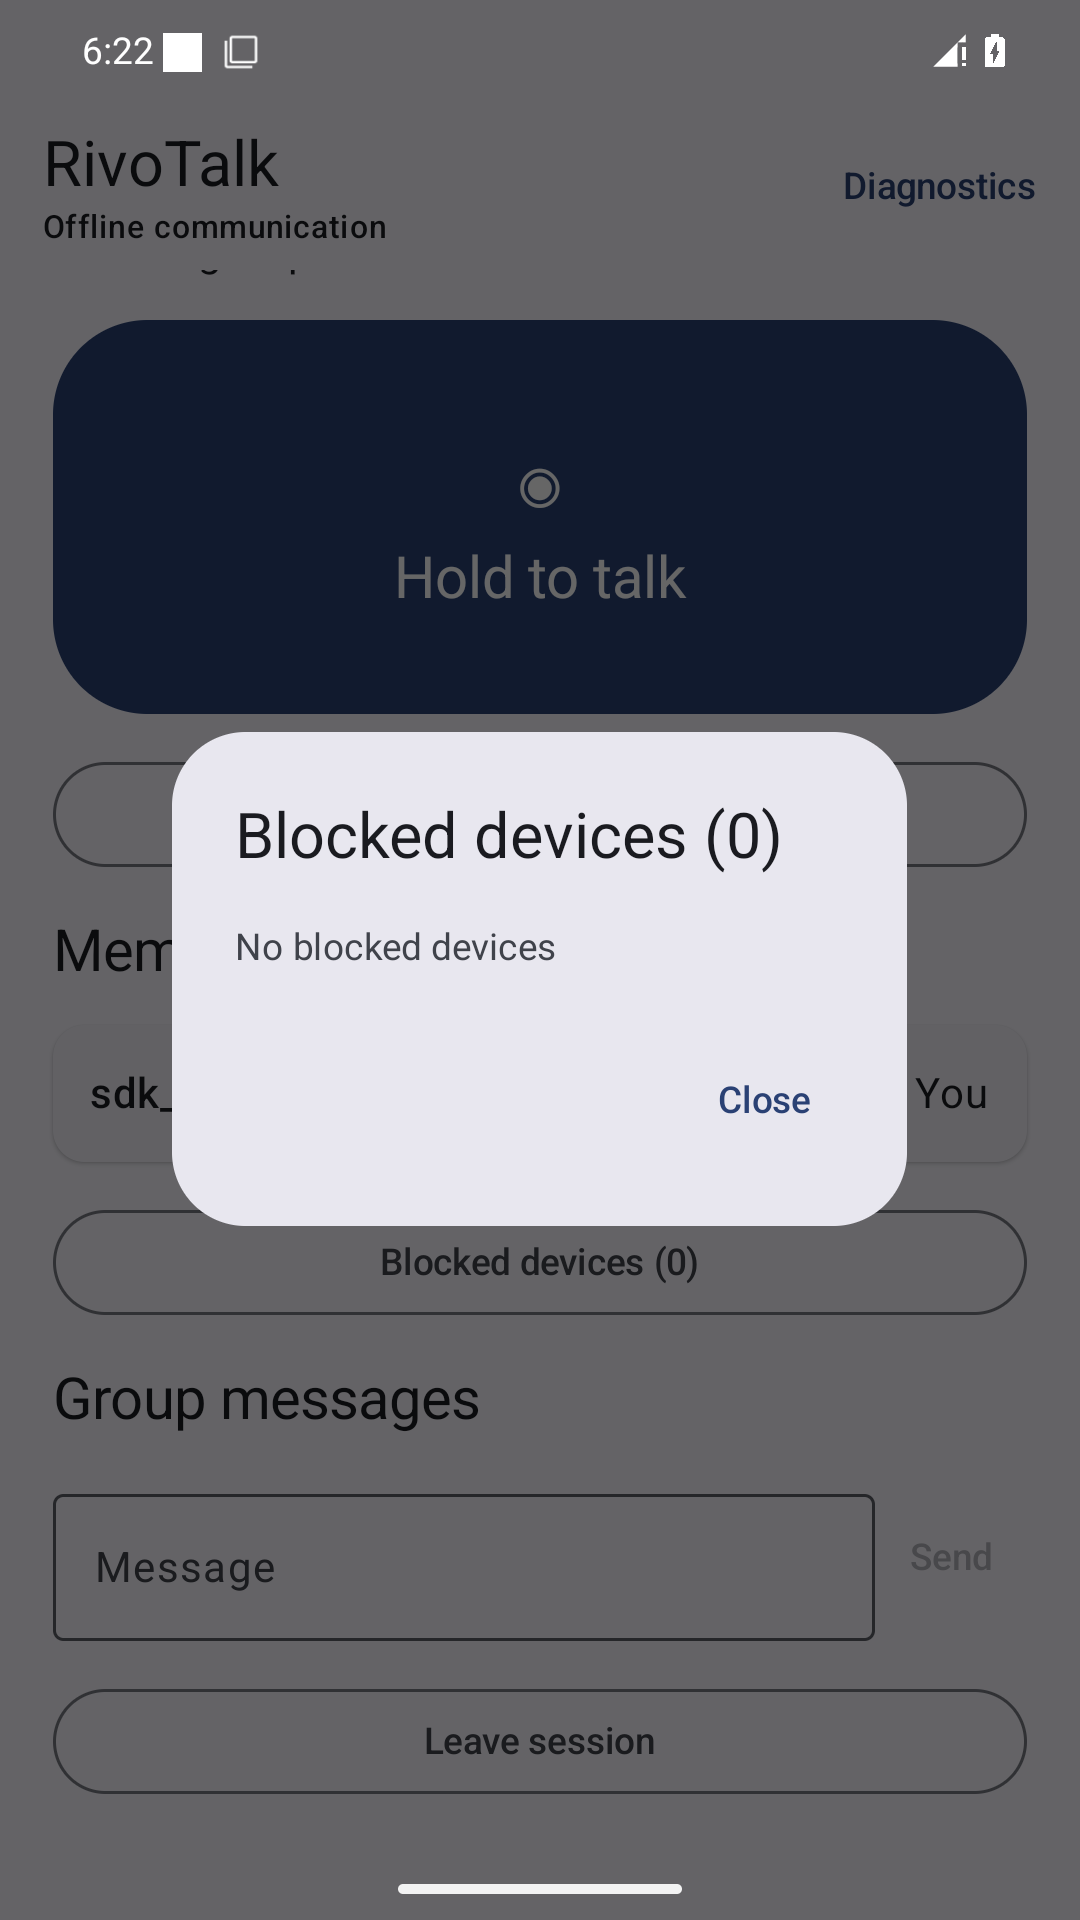 6:22
RivoTalk
Diagnostics
Offline communication
Hold to talk
Blocked devices (0)
No blocked devices
Close
Mem
sdk_
You
Blocked devices (0)
Group messages
Message
Send
Leave session